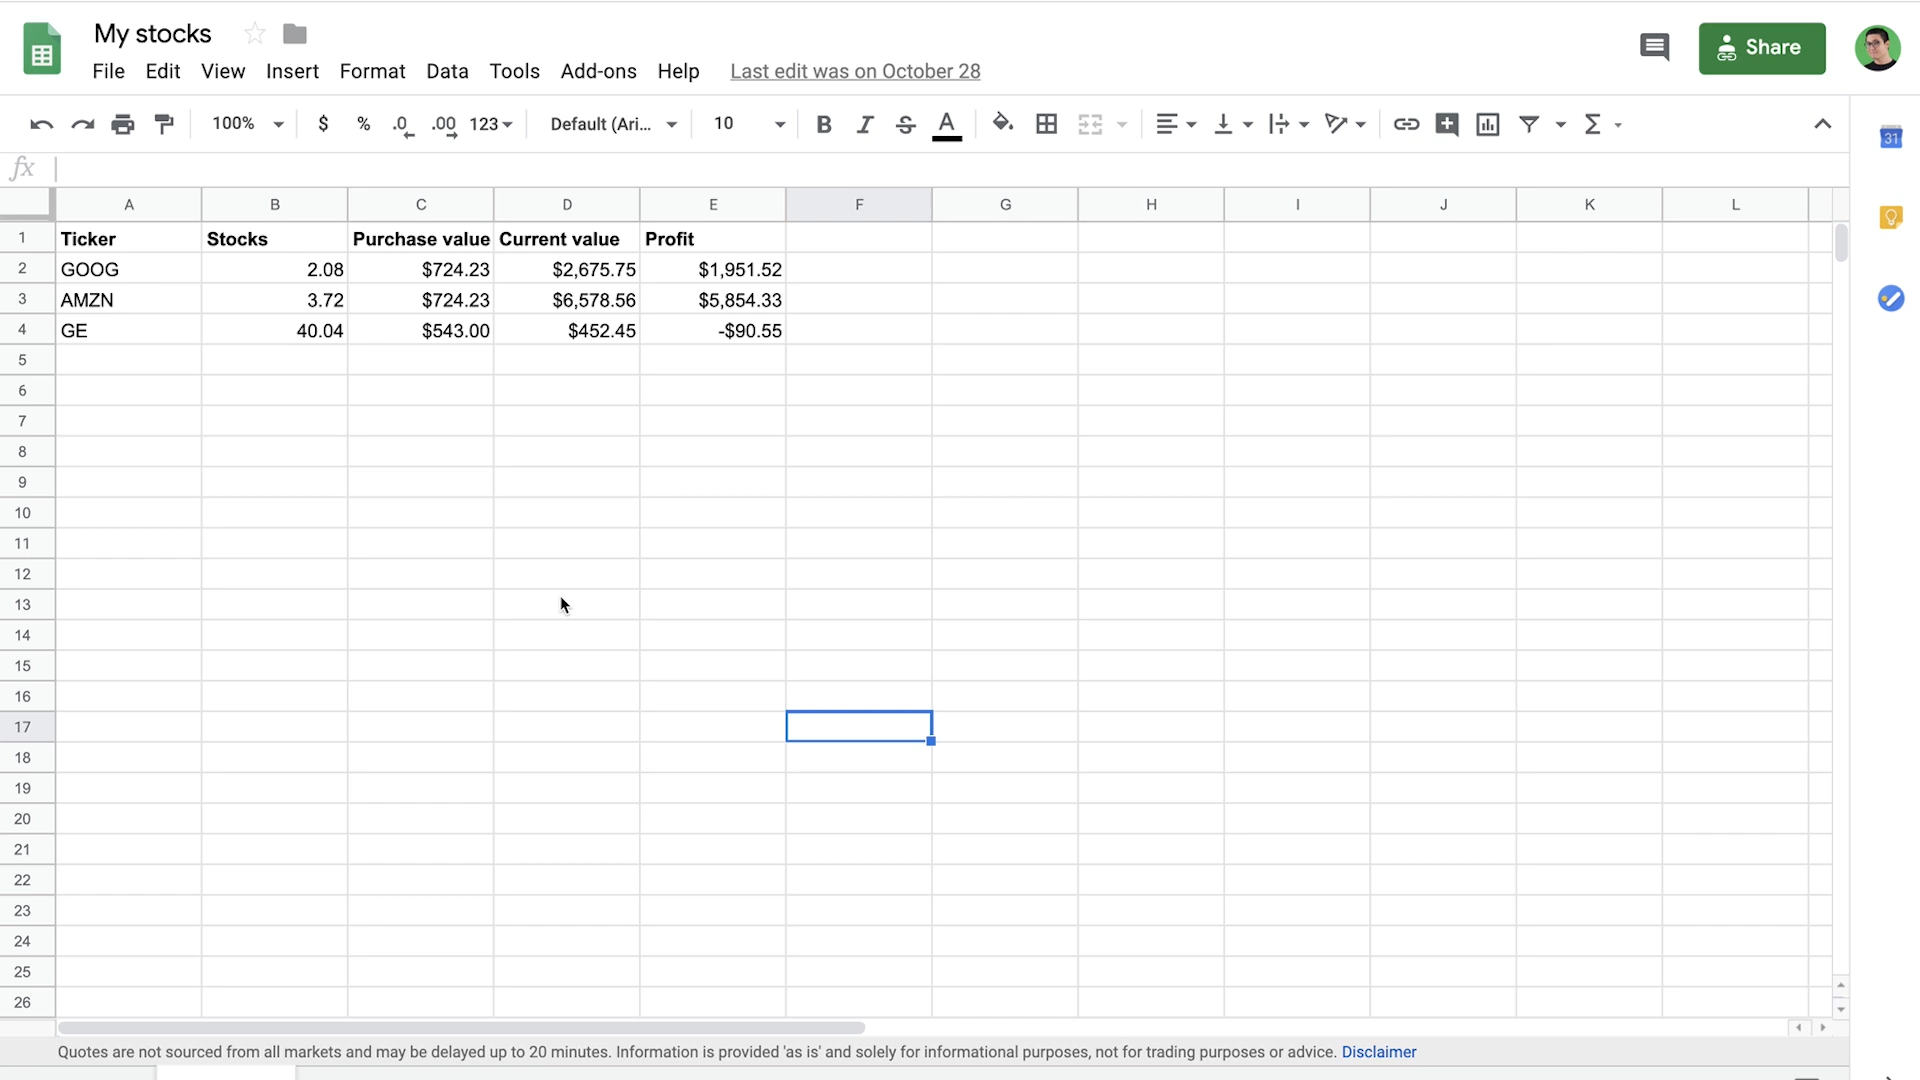 My stocks
File Edit View Insert Format Data Tools Add-ons Help Last edit was on October 28
Share
100% $ % .0 .00 123 Default (Ari... 10 B I S A Σ
31
fx
A B C D E F G H I J K L
1 Ticker Stocks Purchase value Current value Profit
2 GOOG 2.08 $724.23 $2,675.75 $1,951.52
3 AMZN 3.72 $724.23 $6,578.56 $5,854.33
4 GE 40.04 $543.00 $452.45 -$90.55
5
6
7
8
9
10
11
12
13
14
15
16
17
18
19
20
21
22
23
24
25
26
Quotes are not sourced from all markets and may be delayed up to 20 minutes. Information is provided 'as is' and solely for informational purposes, not for trading purposes or advice. Disclaimer